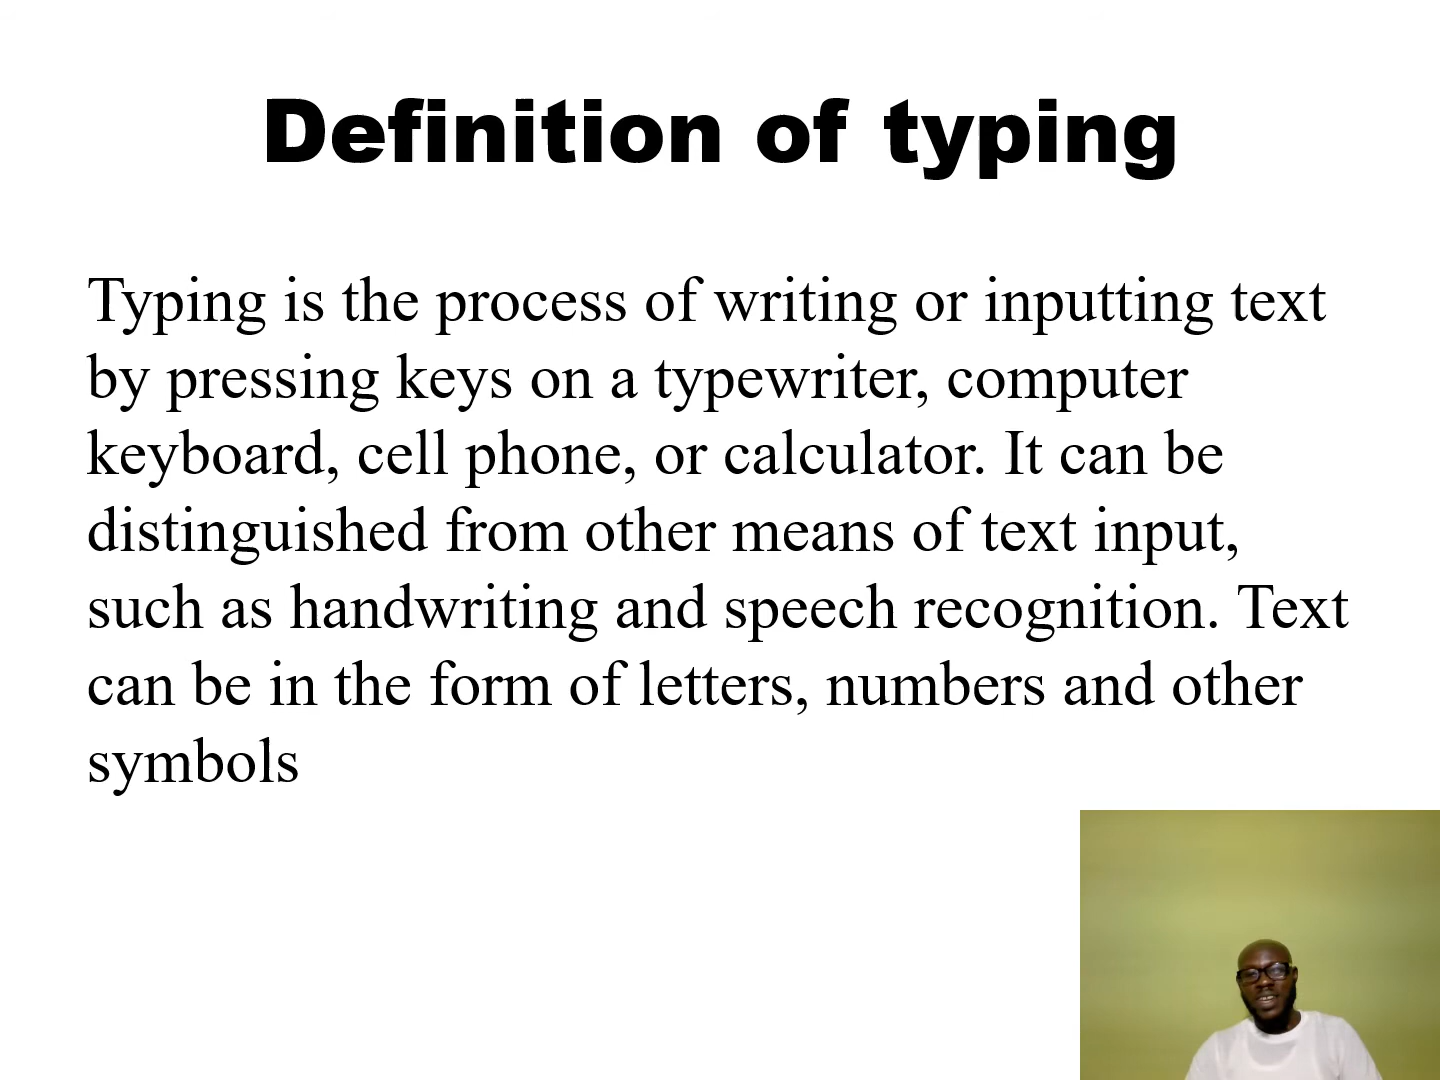 Definition of typing
Typing is the process of writing or inputting text
by pressing keys on a typewriter, computer
keyboard, cell phone, or calculator. It can be
distinguished from other means of text input,
such as handwriting and speech recognition. Text
can be in the form of letters, numbers and other
symbols